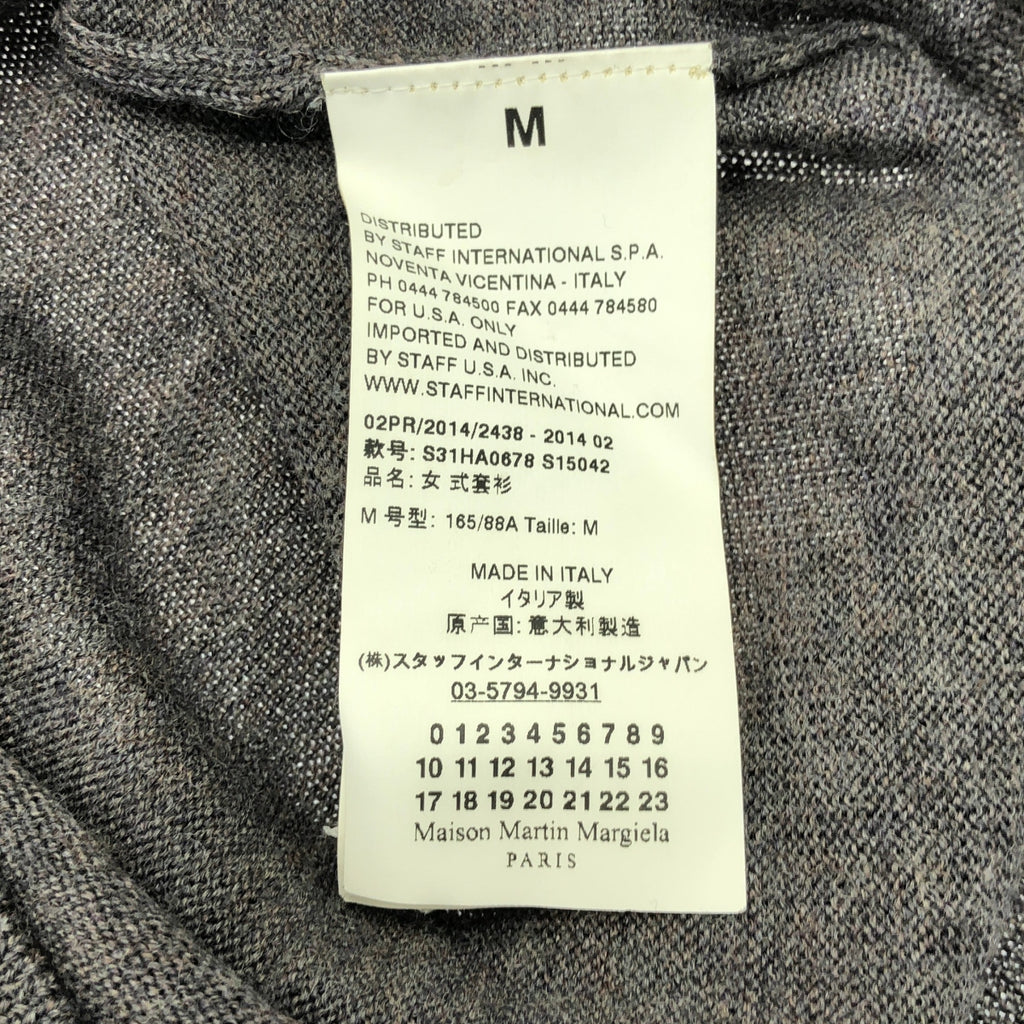 M
DISTRIBUTED
BY STAFF INTERNATIONAL S.P.A.
NOVENTA VICENTINA - ITALY
PH 0444 784500 FAX 0444 784580
FOR U.S.A. ONLY
IMPORTED AND DISTRIBUTED
BY STAFF U.S.A. INC.
WWW.STAFFINTERNATIONAL.COM
02PR/2014/2438 - 2014 02
款号: S31HA0678 S15042
品名: 女 式套衫
M 号型: 165/88A Taille: M
MADE IN ITALY
イタリア製
原产国: 意大利製造
(株)スタッフインターナショナルジャパン
03-5794-9931
0 1 2 3 4 5 6 7 8 9
10 11 12 13 14 15 16
17 18 19 20 21 22 23
Maison Martin Margiela
PARIS